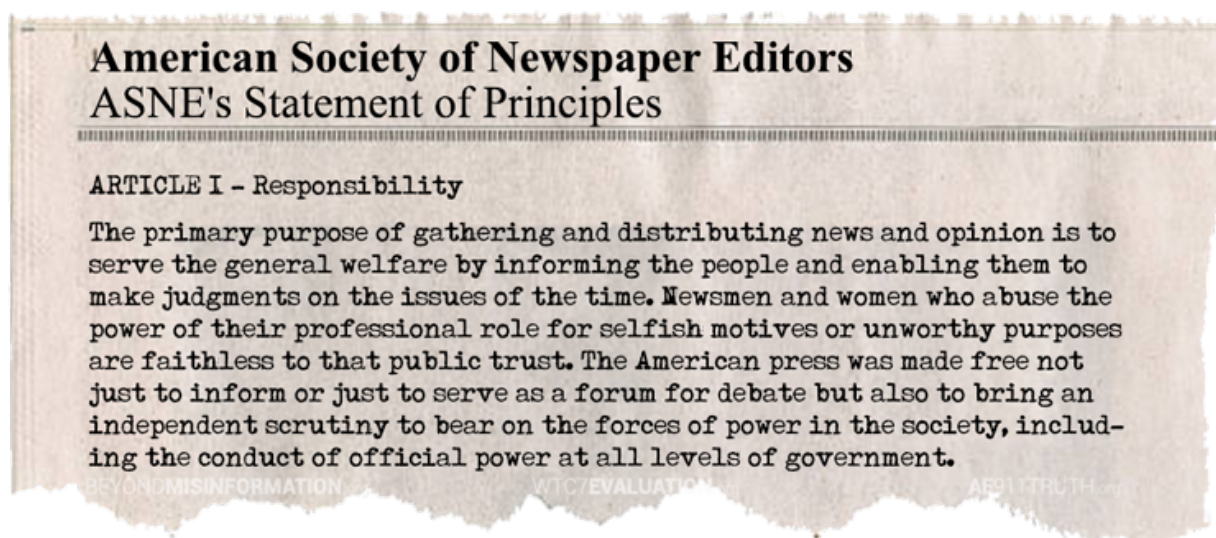 American Society of Newspaper Editors
ASNE's Statement of Principles
ARTICLE I – Responsibility
The primary purpose of gathering and distributing news and opinion is to
serve the general welfare by informing the people and enabling them to
make judgments on the issues of the time. Newsmen and women who abuse the
power of their professional role for selfish motives or unworthy purposes
are faithless to that public trust. The American press was made free not
just to inform or just to serve as a forum for debate but also to bring an
independent scrutiny to bear on the forces of power in the society, includ-
ing the conduct of official power at all levels of government.
BEYONDMISINFORMATION WTC7EVALUATION AE911TRUTH.org